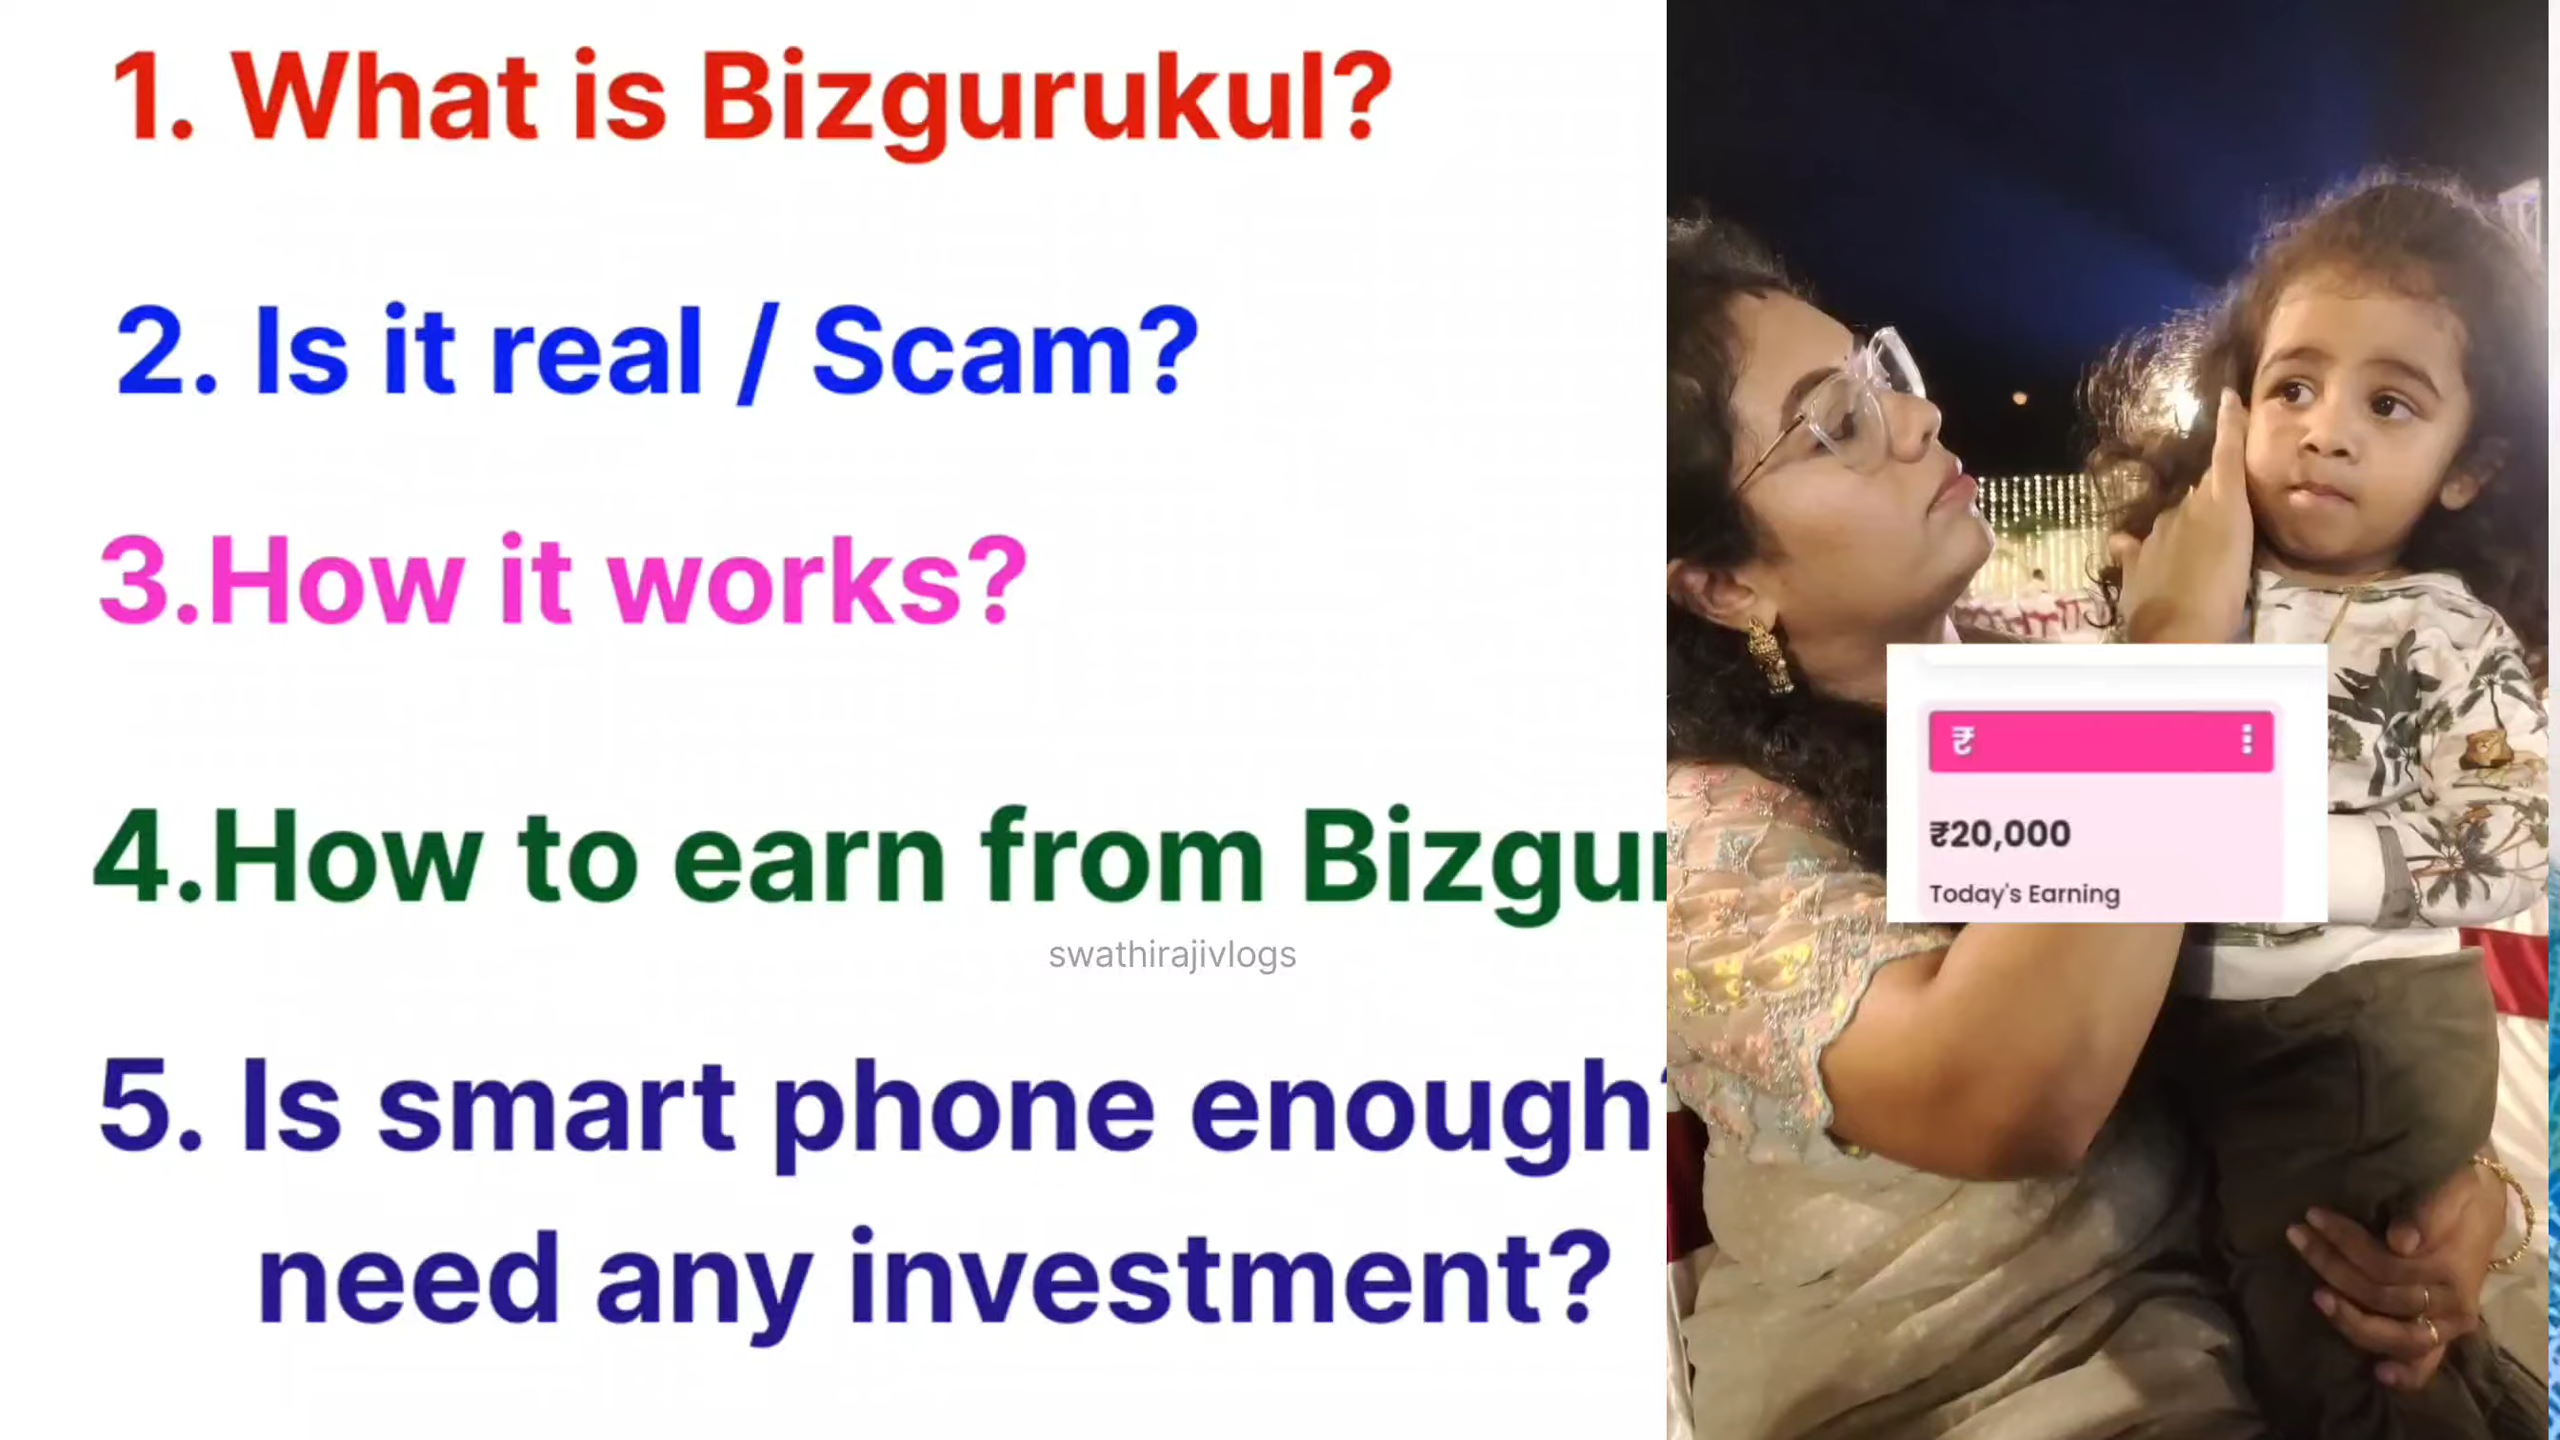 1. What is Bizgurukul?
2. Is it real / Scam?
3.How it works?
4.How to earn from Bizgur
swathirajivlogs
5. Is smart phone enough?
need any investment?
₹
₹20,000
Today's Earning